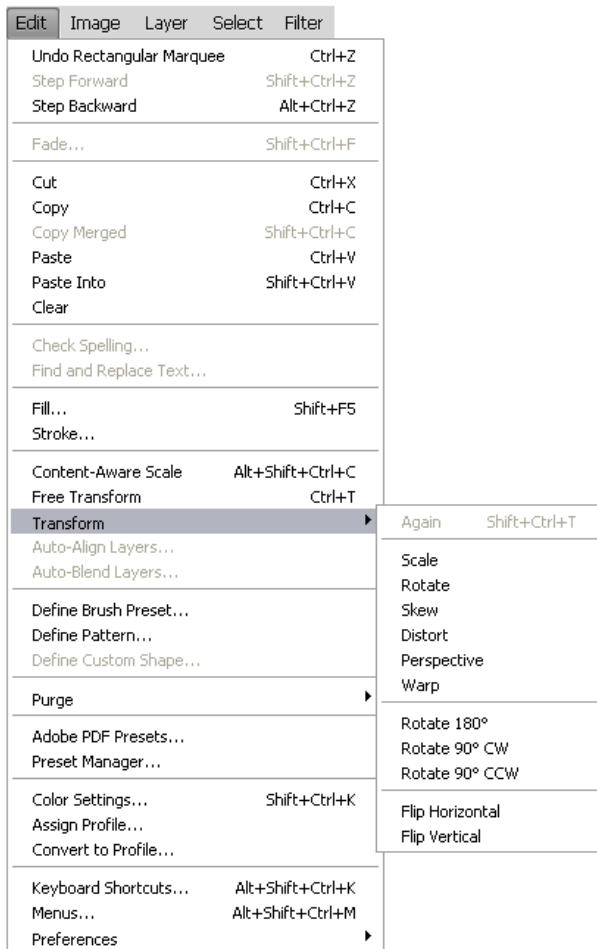 Edit Image Layer Select Filter
Undo Rectangular Marquee Ctrl+Z
Step Forward Shift+Ctrl+Z
Step Backward Alt+Ctrl+Z
Fade... Shift+Ctrl+F
Cut Ctrl+X
Copy Ctrl+C
Copy Merged Shift+Ctrl+C
Paste Ctrl+V
Paste Into Shift+Ctrl+V
Clear
Check Spelling...
Find and Replace Text...
Fill... Shift+F5
Stroke...
Content-Aware Scale Alt+Shift+Ctrl+C
Free Transform Ctrl+T
Transform
Auto-Align Layers...
Auto-Blend Layers...
Define Brush Preset...
Define Pattern...
Define Custom Shape...
Purge
Adobe PDF Presets...
Preset Manager...
Color Settings... Shift+Ctrl+K
Assign Profile...
Convert to Profile...
Keyboard Shortcuts... Alt+Shift+Ctrl+K
Menus... Alt+Shift+Ctrl+M
Preferences
Again Shift+Ctrl+T
Scale
Rotate
Skew
Distort
Perspective
Warp
Rotate 180°
Rotate 90° CW
Rotate 90° CCW
Flip Horizontal
Flip Vertical